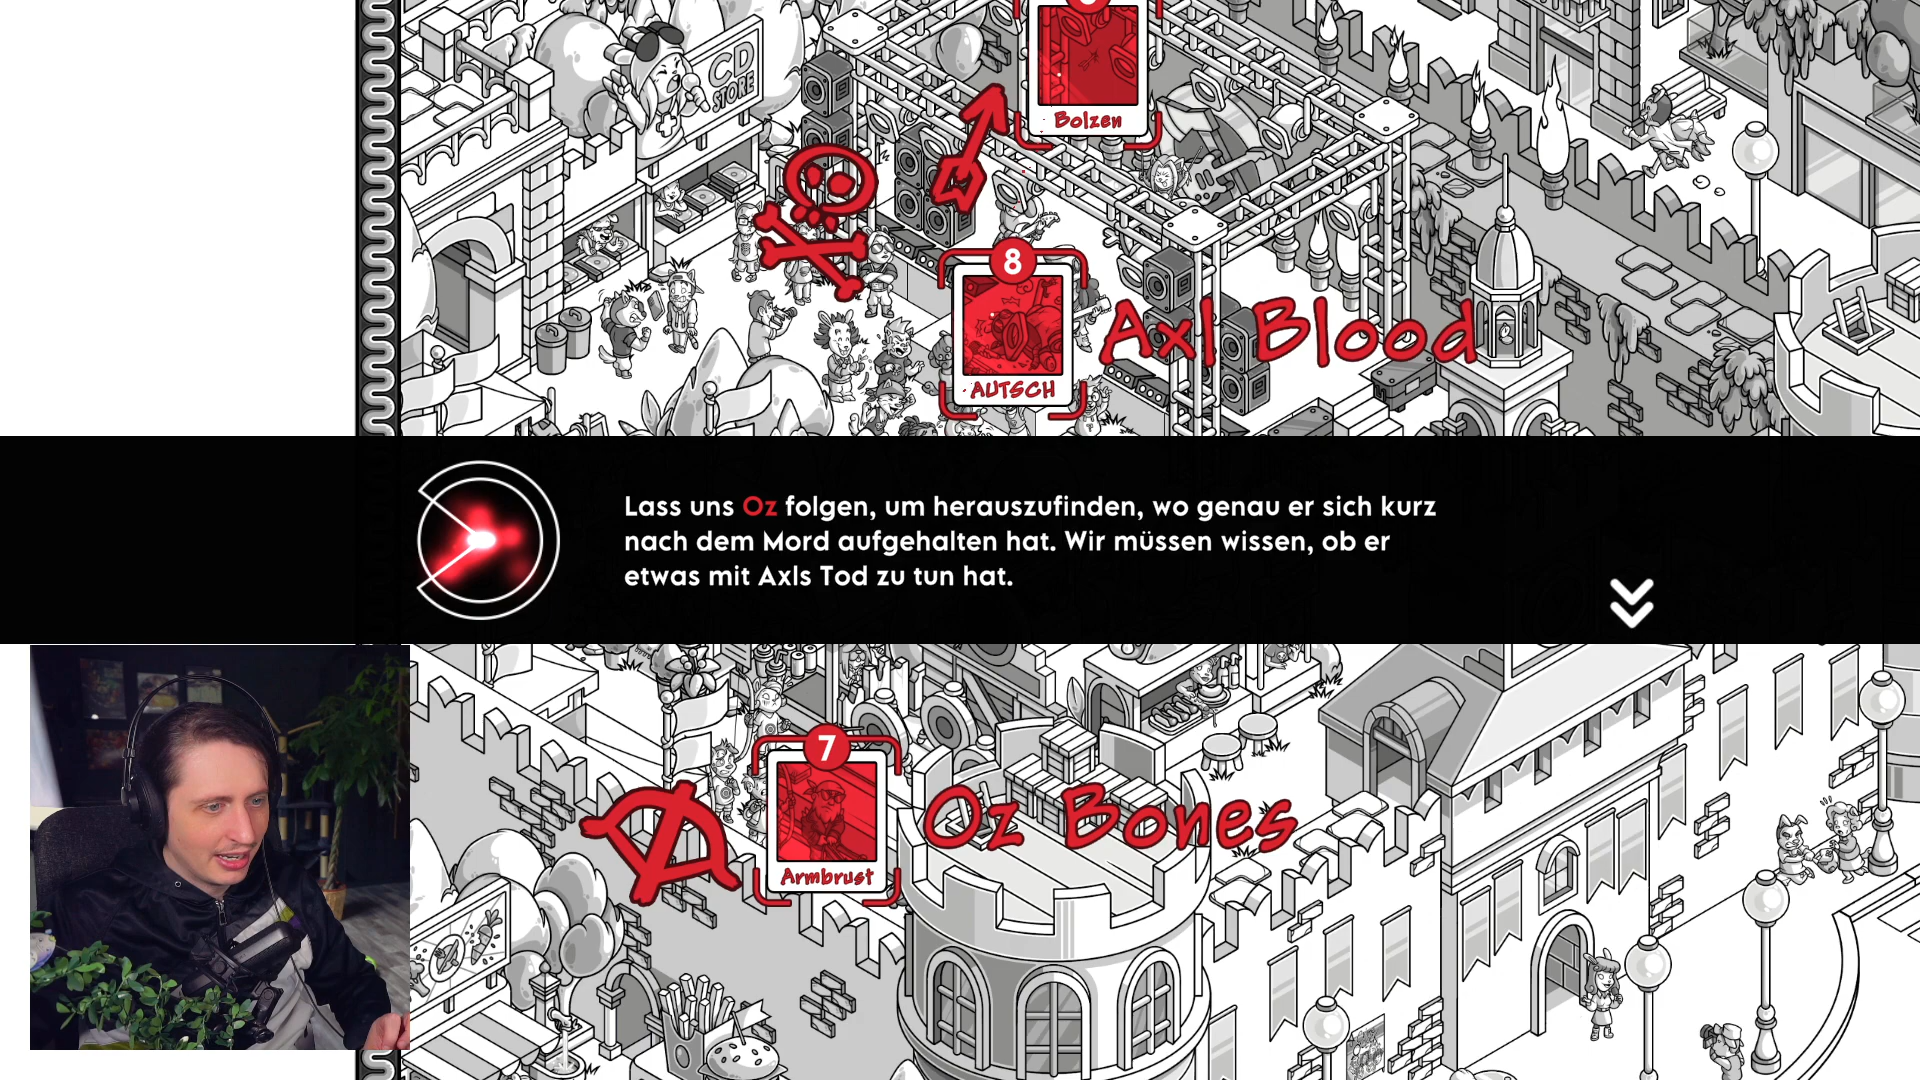 CD
STORE
Bolzen
8
AUTSCH
Axl Blood
Lass uns Oz folgen, um herauszufinden, wo genau er sich kurz
nach dem Mord aufgehalten hat. Wir müssen wissen, ob er
etwas mit Axls Tod zu tun hat.
7
Armbrust
Oz Bones